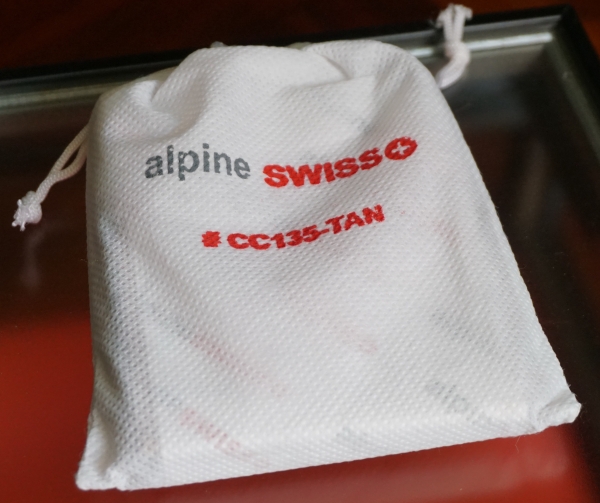 alpine SWISS
# CC135-TAN